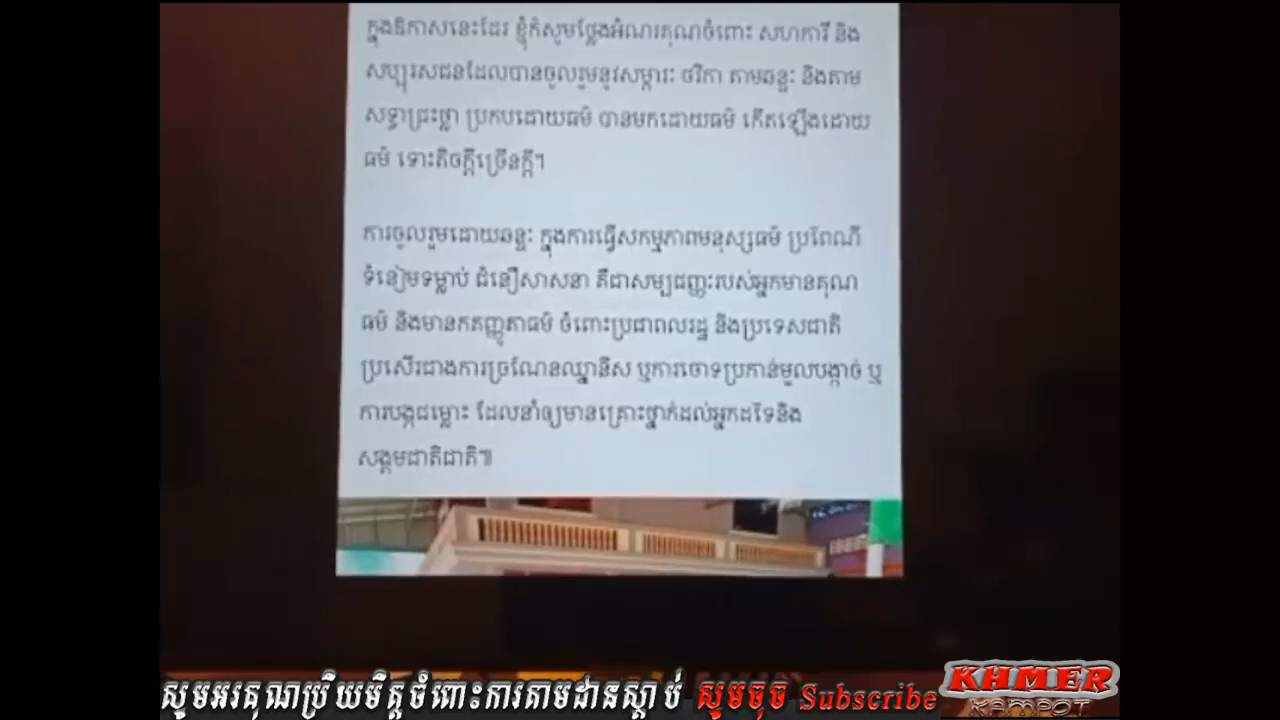 ក្នុងឱកាសនេះដែរ ខ្ញុំក៏សូមថ្លែងអំណរគុណចំពោះ សហការី និង
សប្បុរសជនដែលបានចូលរួមនូវសម្ភារៈ ថវិកា តាមឆន្ទៈ និងតាម
សទ្ធាជ្រះថ្លា ប្រកបដោយធម៌ បានមកដោយធម៌ កើតឡើងដោយ
ធម៌ ទោះតិចក្តីច្រើនក្តី។
ការចូលរួមដោយឆន្ទៈ ក្នុងការធ្វើសកម្មភាពមនុស្សធម៌ ប្រពៃណី
ទំនៀមទម្លាប់ ជំនឿសាសនា គឺជាសម្បជញ្ញៈរបស់អ្នកមានគុណ
ធម៌ និងមានកតញ្ញុតាធម៌ ចំពោះប្រជាពលរដ្ឋ និងប្រទេសជាតិ
ប្រសើរជាងការច្រណែនឈ្នានីស ឬការចោទប្រកាន់មួលបង្កាច់ ឬ
ការបង្កជម្លោះ ដែលនាំឲ្យមានគ្រោះថ្នាក់ដល់អ្នកដទៃនិង
សង្គមជាតិជាតិ៕
សូមអរគុណប្រិយមិត្តចំពោះការតាមដានស្តាប់ សូមចុច Subscribe
KHMER
KAMPOT